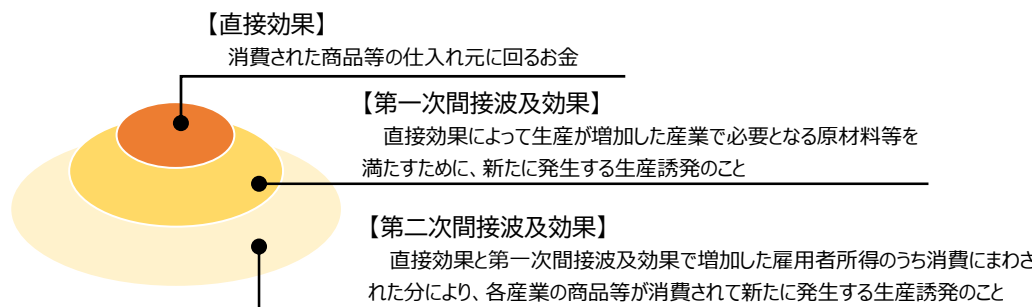 【直接効果】
消費された商品等の仕入れ元に回るお金
【第一次間接波及効果】
直接効果によって生産が増加した産業で必要となる原材料等を
満たすために、新たに発生する生産誘発のこと
【第二次間接波及効果】
直接効果と第一次間接波及効果で増加した雇用者所得のうち消費にまわさ
れた分により、各産業の商品等が消費されて新たに発生する生産誘発のこと